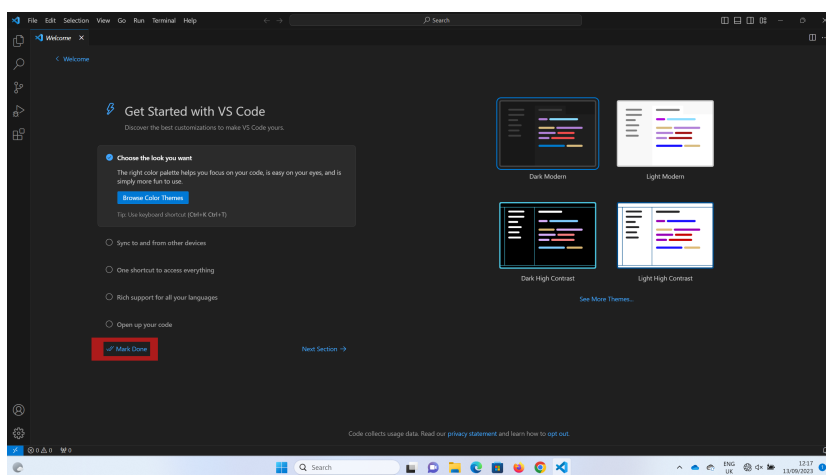 File Edit Selection View Go Run Terminal Help
Search
Welcome
Welcome
Get Started with VS Code
Discover the best customizations to make VS Code yours.
Choose the look you want
The right color palette helps you focus on your code, is easy on your eyes, and is
simply more fun to use.
Browse Color Themes
Tip: Use keyboard shortcut (Ctrl+K Ctrl+T)
Sync to and from other devices
One shortcut to access everything
Rich support for all your languages
Open up your code
Mark Done
Next Section
Dark Modern
Light Modern
Dark High Contrast
Light High Contrast
See More Themes...
Code collects usage data. Read our privacy statement and learn how to opt out.
0 0 0
Search
ENG
UK
12:17
13/09/2023